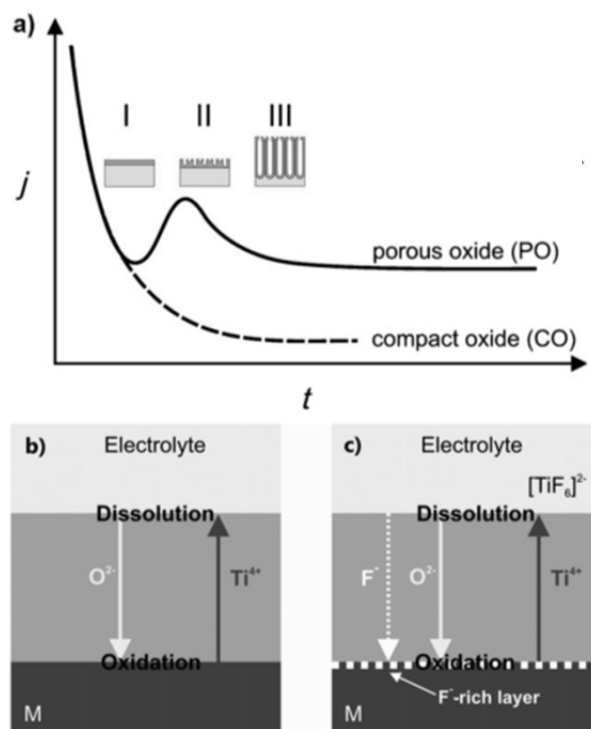 a)
I II III
j
porous oxide (PO)
compact oxide (CO)
t
b) Electrolyte
Dissolution
O²⁻ Ti⁴⁺
Oxidation
M
c) Electrolyte
[TiF₆]²⁻
Dissolution
F⁻ O²⁻ Ti⁴⁺
Oxidation
F⁻-rich layer
M